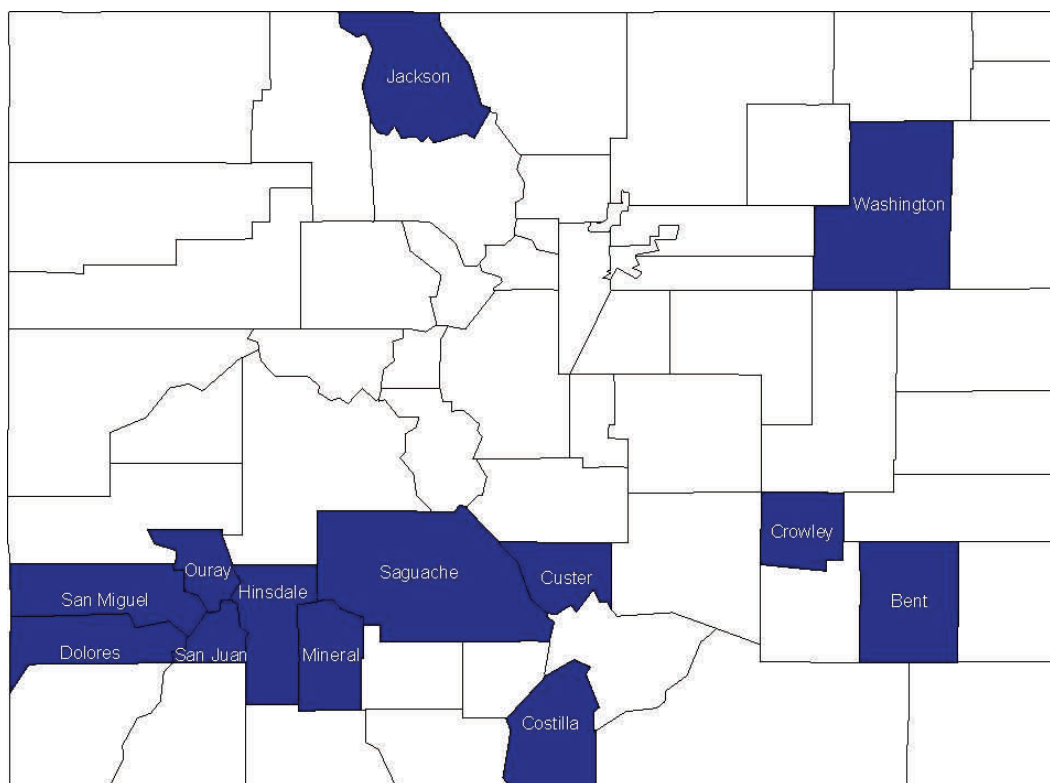 Jackson
Washington
Crowley
Ouray
Saguache
Custer
Hinsdale
San Miguel
Bent
Dolores
San Juan
Mineral
Costilla